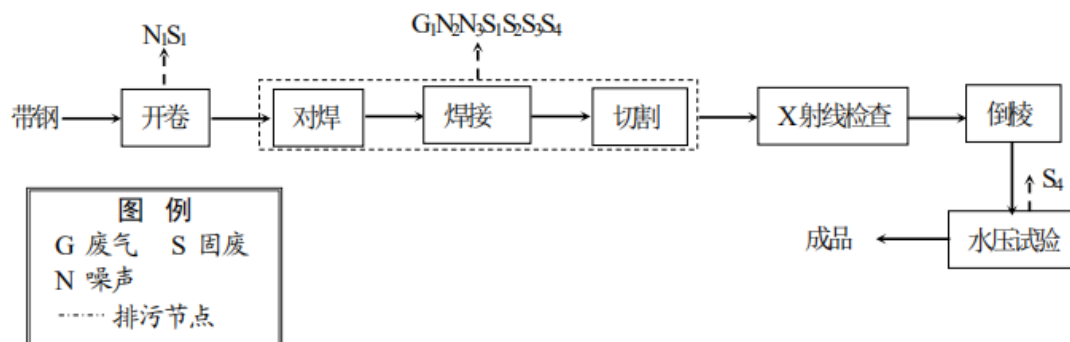 N₁S₁
G₁N₂N₃S₁S₂S₃S₄
带钢
开卷
对焊
焊接
切割
X射线检查
倒棱
S₄
水压试验
成品
图 例
G 废气 S 固废
N 噪声
排污节点